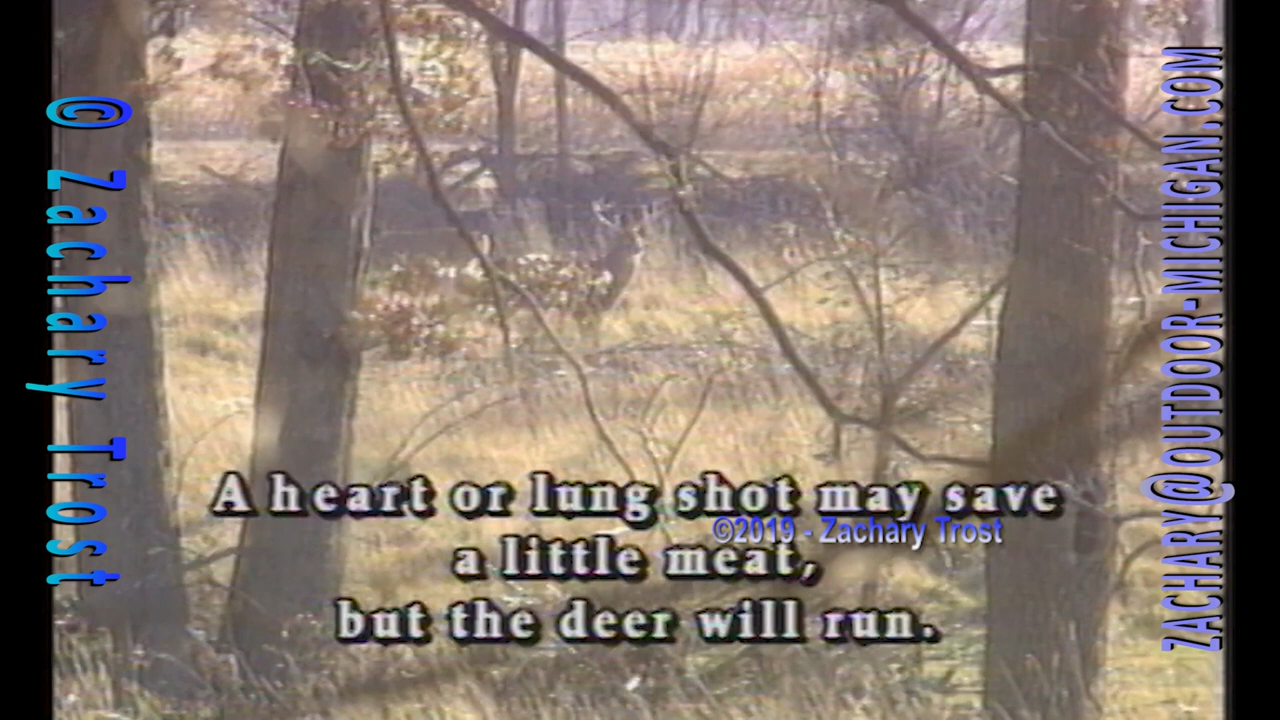 © Zachary Trost
A heart or lung shot may save
©2019 - Zachary Trost
a little meat,
but the deer will run.
ZACHARY@OUTDOOR-MICHIGAN.COM